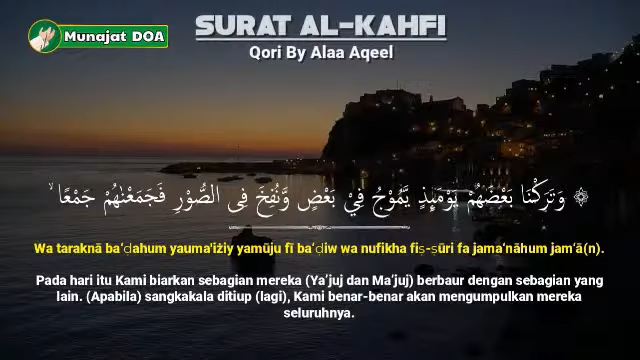 Munajat DOA
SURAT AL-KAHFI
Qori By Alaa Aqeel
۞ وَتَرَكْنَا بَعْضَهُمْ يَوْمَىِٕذٍ يَّمُوْجُ فِيْ بَعْضٍ وَّنُفِخَ فِى الصُّوْرِ فَجَمَعْنٰهُمْ جَمْعًا ۙ
Wa taraknā ba‘ḍahum yauma'iżiy yamūju fī ba‘ḍiw wa nufikha fiṣ-ṣūri fa jama‘nāhum jam‘ā(n).
Pada hari itu Kami biarkan sebagian mereka (Ya’juj dan Ma’juj) berbaur dengan sebagian yang
lain. (Apabila) sangkakala ditiup (lagi), Kami benar-benar akan mengumpulkan mereka
seluruhnya.